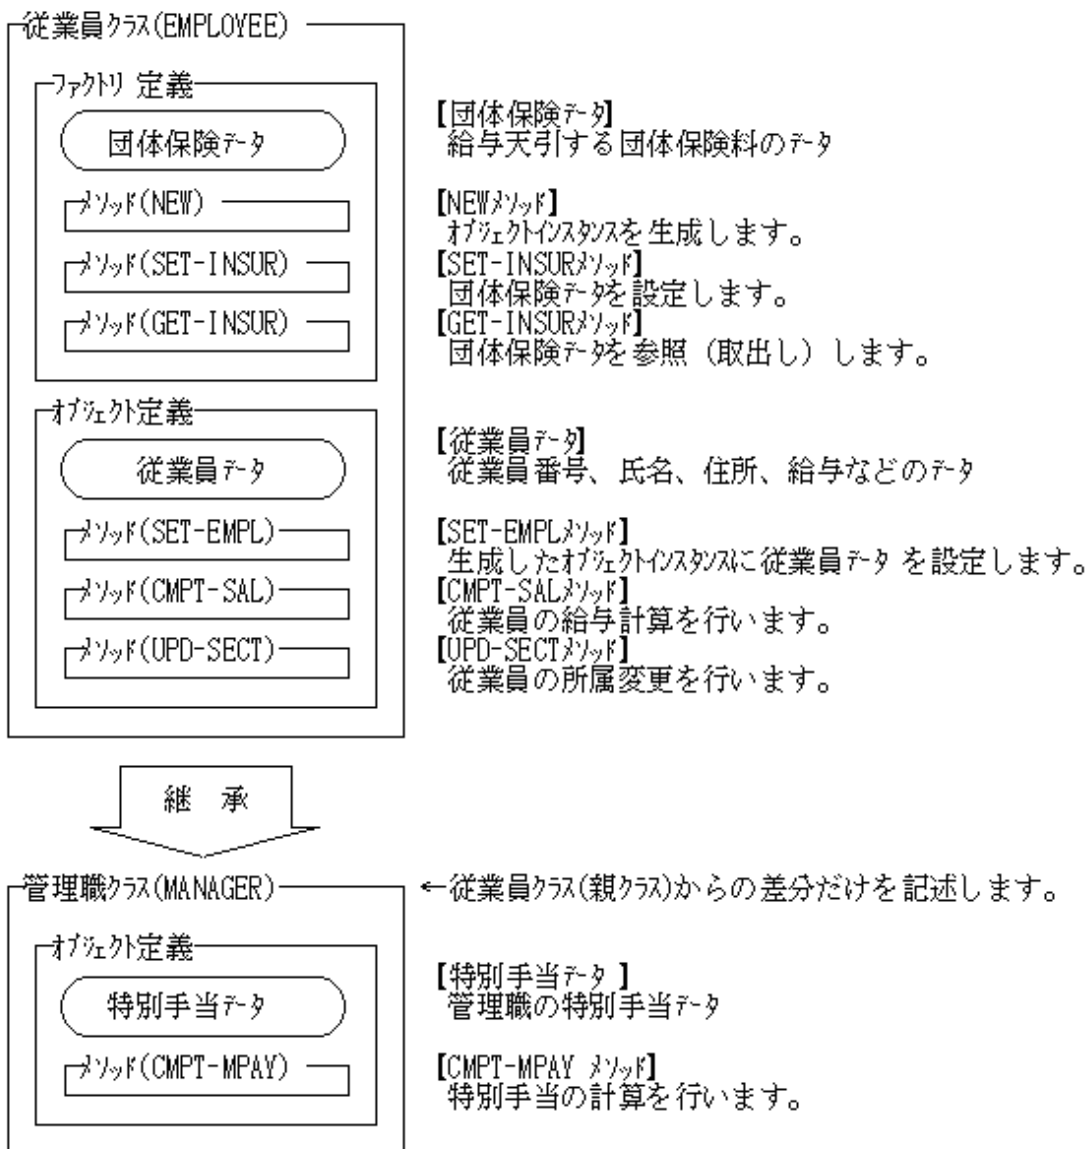 従業員クラス(EMPLOYEE)
ファクトリ 定義
団体保険データ
【団体保険データ】
給与天引する団体保険料のデータ
メソッド(NEW)
【NEWメソッド】
オブジェクトインスタンスを生成します。
メソッド(SET-INSUR)
【SET-INSURメソッド】
団体保険データを設定します。
メソッド(GET-INSUR)
【GET-INSURメソッド】
団体保険データを参照（取出し）します。
オブジェクト定義
従業員データ
【従業員データ】
従業員番号、氏名、住所、給与などのデータ
メソッド(SET-EMPL)
【SET-EMPLメソッド】
生成したオブジェクトインスタンスに従業員データ を設定します。
メソッド(CMPT-SAL)
【CMPT-SALメソッド】
従業員の給与計算を行います。
メソッド(UPD-SECT)
【UPD-SECTメソッド】
従業員の所属変更を行います。
継 承
管理職クラス(MANAGER)
←従業員クラス(親クラス)からの差分だけを記述します。
オブジェクト定義
特別手当データ
【特別手当データ 】
管理職の特別手当データ
メソッド(CMPT-MPAY)
【CMPT-MPAY メソッド】
特別手当の計算を行います。